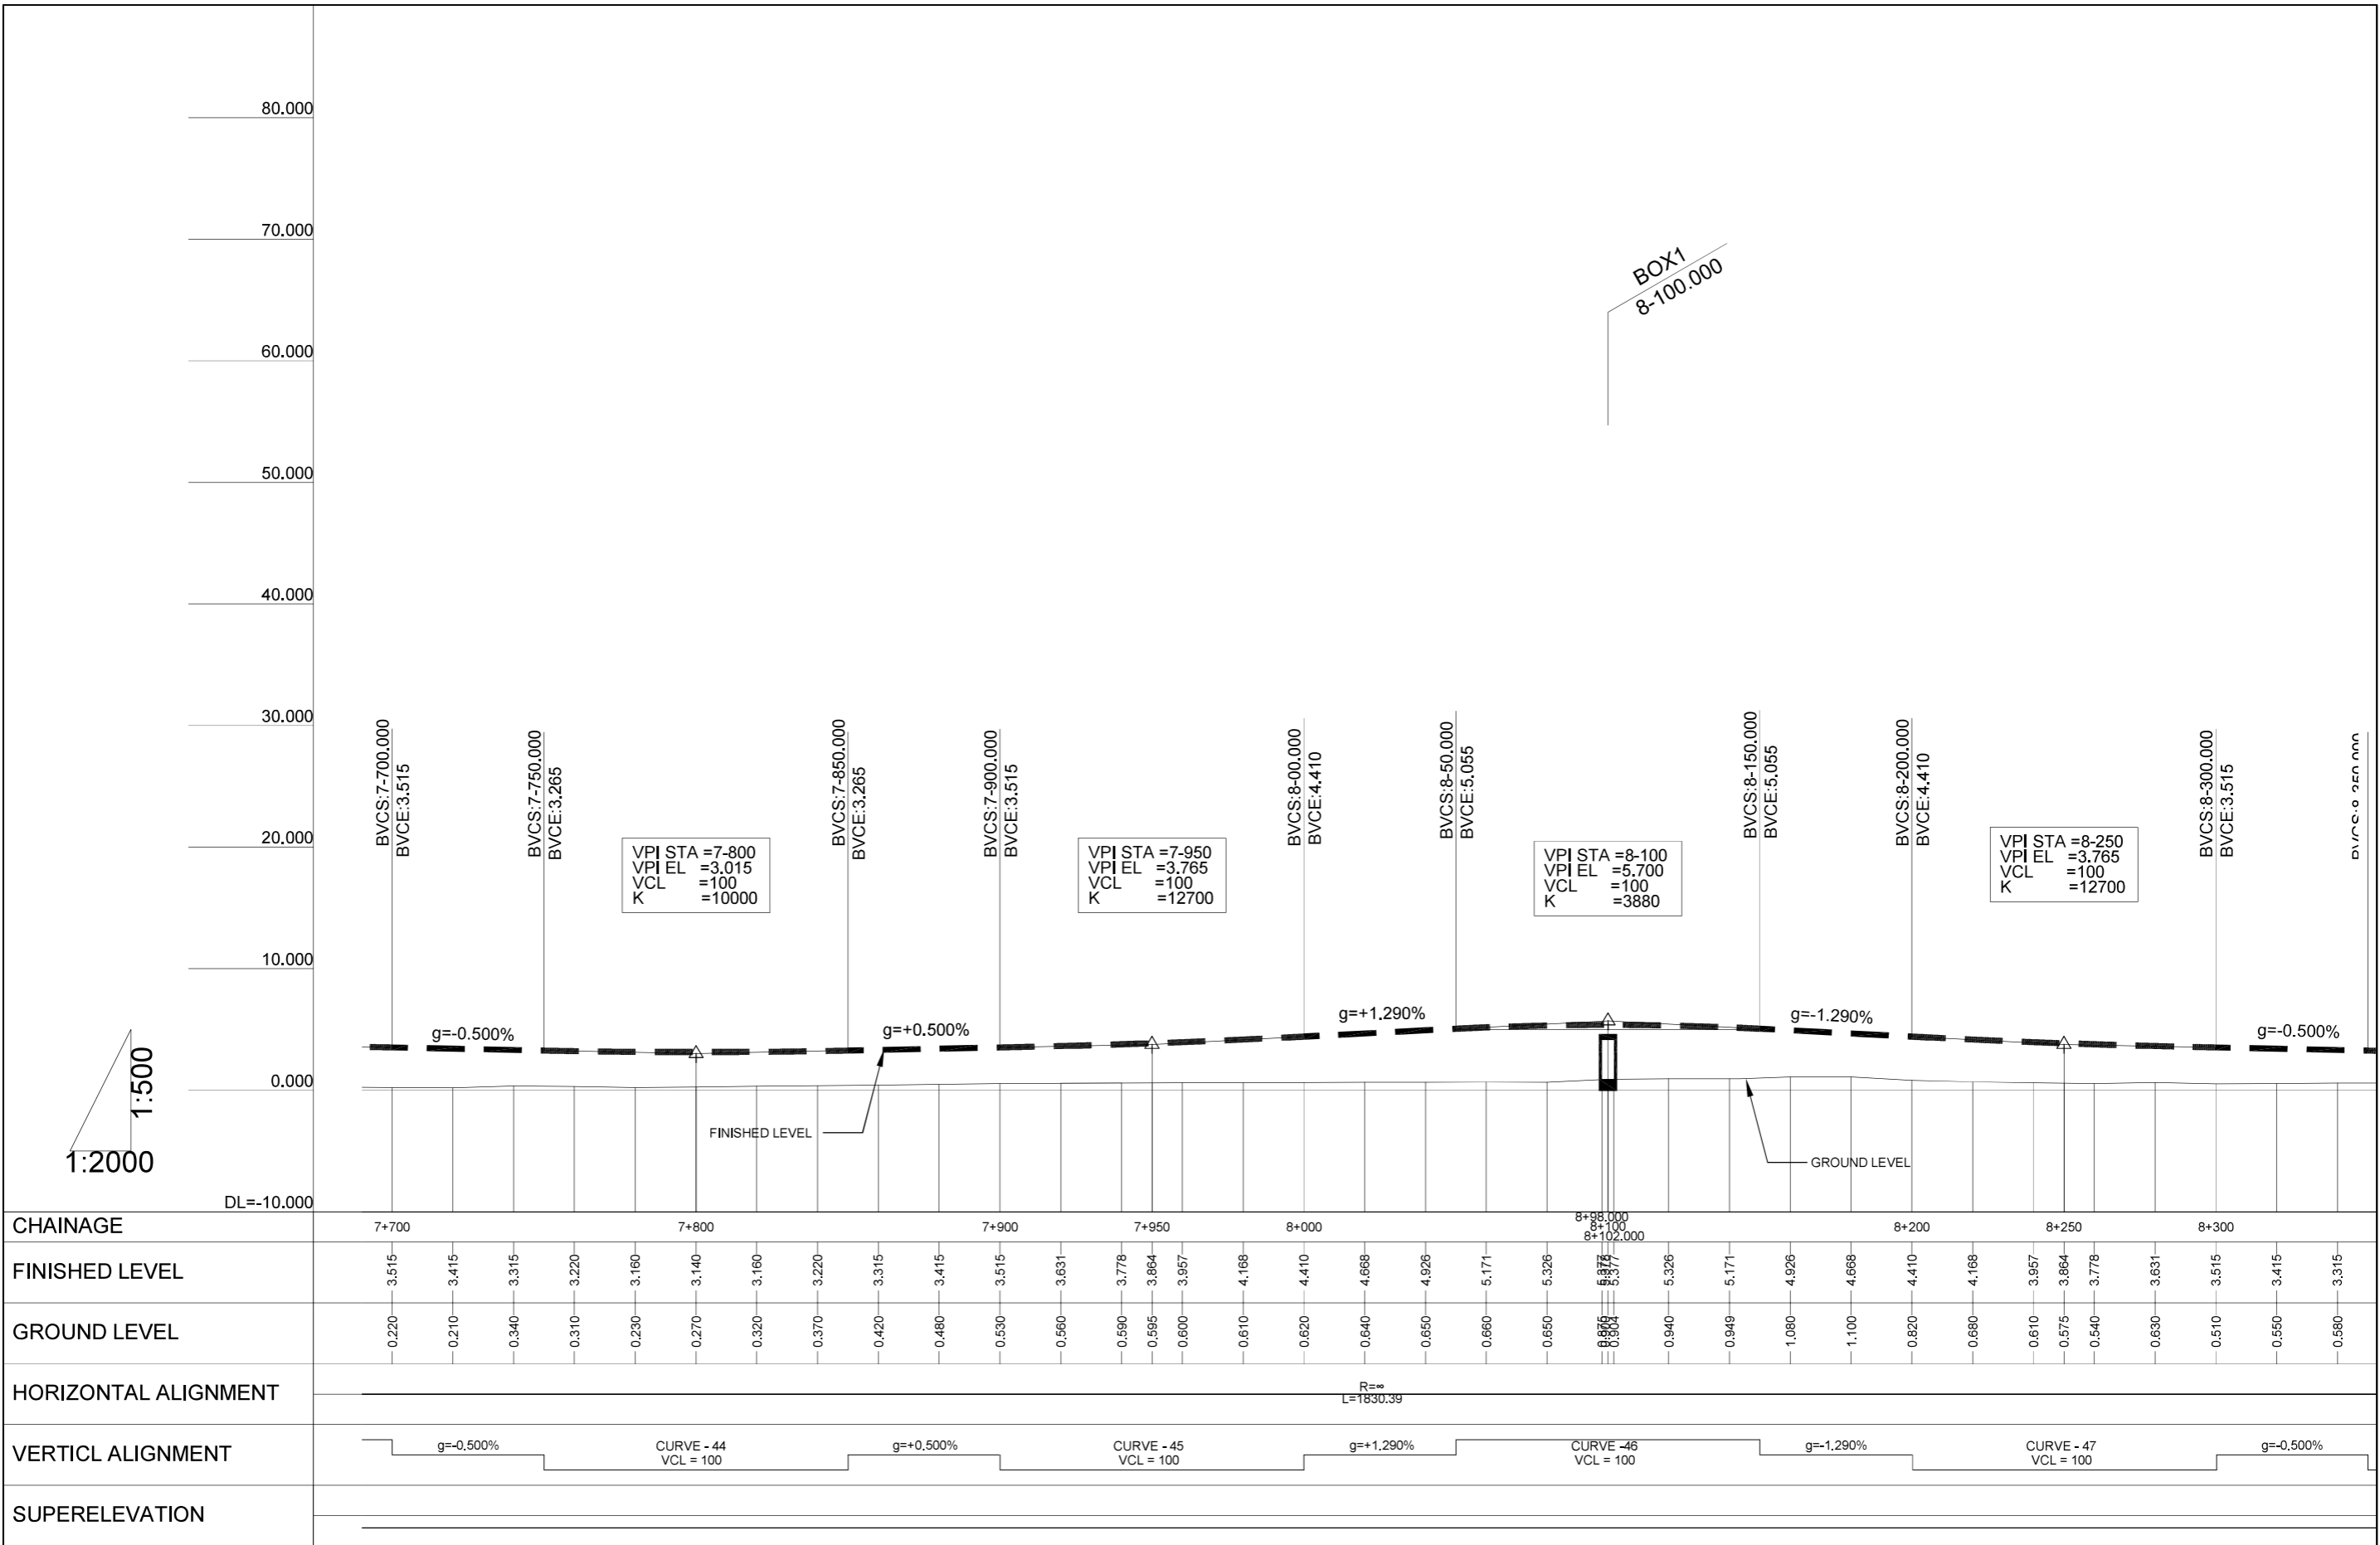 80.000
70.000
60.000
50.000
40.000
30.000
20.000
10.000
0.000
DL=-10.000
1:500
1:2000
BOX1
8-100.000
BVCS:7-700.000
BVCE:3.515
BVCS:7-750.000
BVCE:3.265
BVCS:7-850.000
BVCE:3.265
BVCS:7-900.000
BVCE:3.515
BVCS:8-00.000
BVCE:4.410
BVCS:8-50.000
BVCE:5.055
BVCS:8-150.000
BVCE:5.055
BVCS:8-200.000
BVCE:4.410
BVCS:8-300.000
BVCE:3.515
VPI STA =7-800
VPI EL =3.015
VCL =100
K =10000
VPI STA =7-950
VPI EL =3.765
VCL =100
K =12700
VPI STA =8-100
VPI EL =5.700
VCL =100
K =3880
VPI STA =8-250
VPI EL =3.765
VCL =100
K =12700
g=-0.500%
g=+0.500%
g=+1.290%
g=-1.290%
g=-0.500%
FINISHED LEVEL
GROUND LEVEL
CHAINAGE
7+700 7+800 7+900 7+950 8+000 8+98.000 8+100 8+102.000 8+200 8+250 8+300
FINISHED LEVEL
3.515 3.415 3.315 3.220 3.160 3.140 3.160 3.220 3.315 3.415 3.515 3.631 3.778 3.864 3.957 4.168 4.410 4.668 4.926 5.171 5.326 5.377 5.326 5.171 4.926 4.668 4.410 4.168 3.957 3.864 3.778 3.631 3.515 3.415 3.315
GROUND LEVEL
0.220 0.210 0.340 0.310 0.230 0.270 0.320 0.370 0.420 0.480 0.530 0.560 0.590 0.595 0.600 0.610 0.620 0.640 0.650 0.660 0.650 0.904 0.940 0.949 1.080 1.100 0.820 0.680 0.610 0.575 0.540 0.630 0.510 0.550 0.580
HORIZONTAL ALIGNMENT
R=∞
L=1830.39
VERTICL ALIGNMENT
g=-0.500%
CURVE - 44
VCL = 100
g=+0.500%
CURVE - 45
VCL = 100
g=+1.290%
CURVE -46
VCL = 100
g=-1.290%
CURVE - 47
VCL = 100
g=-0.500%
SUPERELEVATION